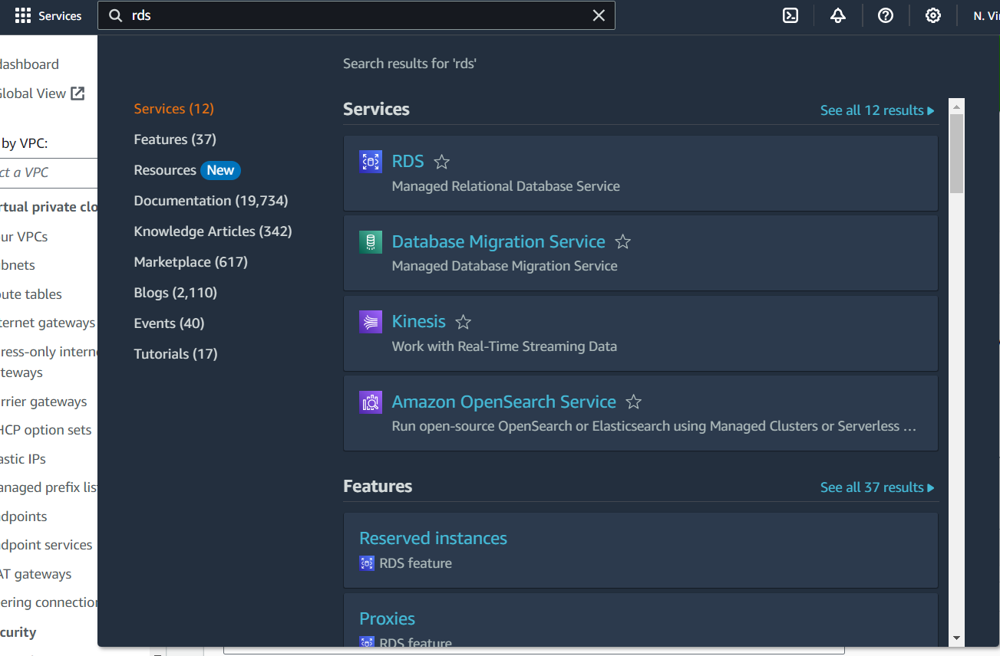 Services
rds
N. Vi
dashboard
Global View
by VPC:
ct a VPC
rtual private clo
ur VPCs
bnets
ute tables
ternet gateways
ress-only intern
teways
rrier gateways
HCP option sets
astic IPs
anaged prefix lis
dpoints
dpoint services
AT gateways
ering connection
curity
Search results for 'rds'
Services (12)
Features (37)
Resources New
Documentation (19,734)
Knowledge Articles (342)
Marketplace (617)
Blogs (2,110)
Events (40)
Tutorials (17)
Services
See all 12 results
RDS
Managed Relational Database Service
Database Migration Service
Managed Database Migration Service
Kinesis
Work with Real-Time Streaming Data
Amazon OpenSearch Service
Run open-source OpenSearch or Elasticsearch using Managed Clusters or Serverless …
Features
See all 37 results
Reserved instances
RDS feature
Proxies
RDS feature